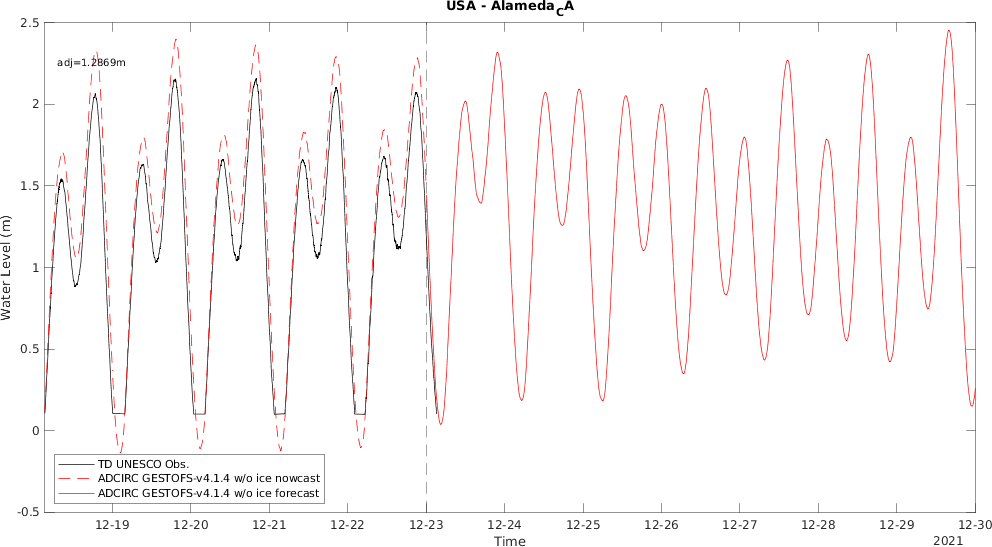 USA - Alameda_CA
adj=1.2869m
2.5
2
1.5
1
0.5
0
-0.5
Water Level (m)
TD UNESCO Obs.
ADCIRC GESTOFS-v4.1.4 w/o ice nowcast
ADCIRC GESTOFS-v4.1.4 w/o ice forecast
12-19 12-20 12-21 12-22 12-23 12-24 12-25 12-26 12-27 12-28 12-29 12-30
Time
2021